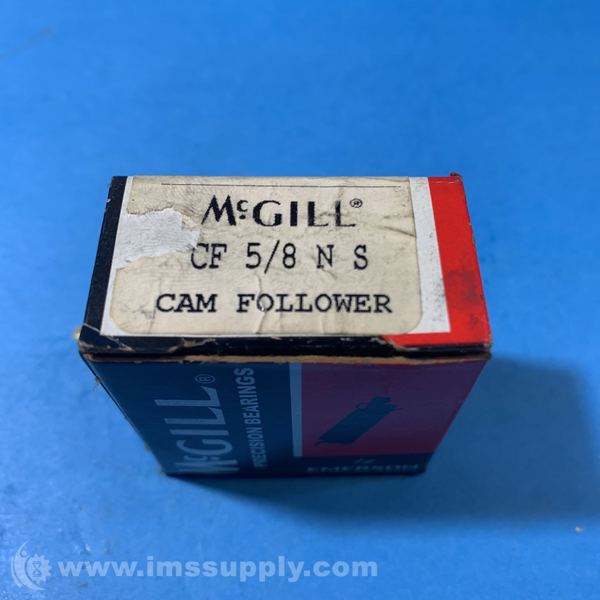 McGILL®
CF 5/8 N S
CAM FOLLOWER
McGILL®
PRECISION BEARINGS
EMERSON
www.imssupply.com